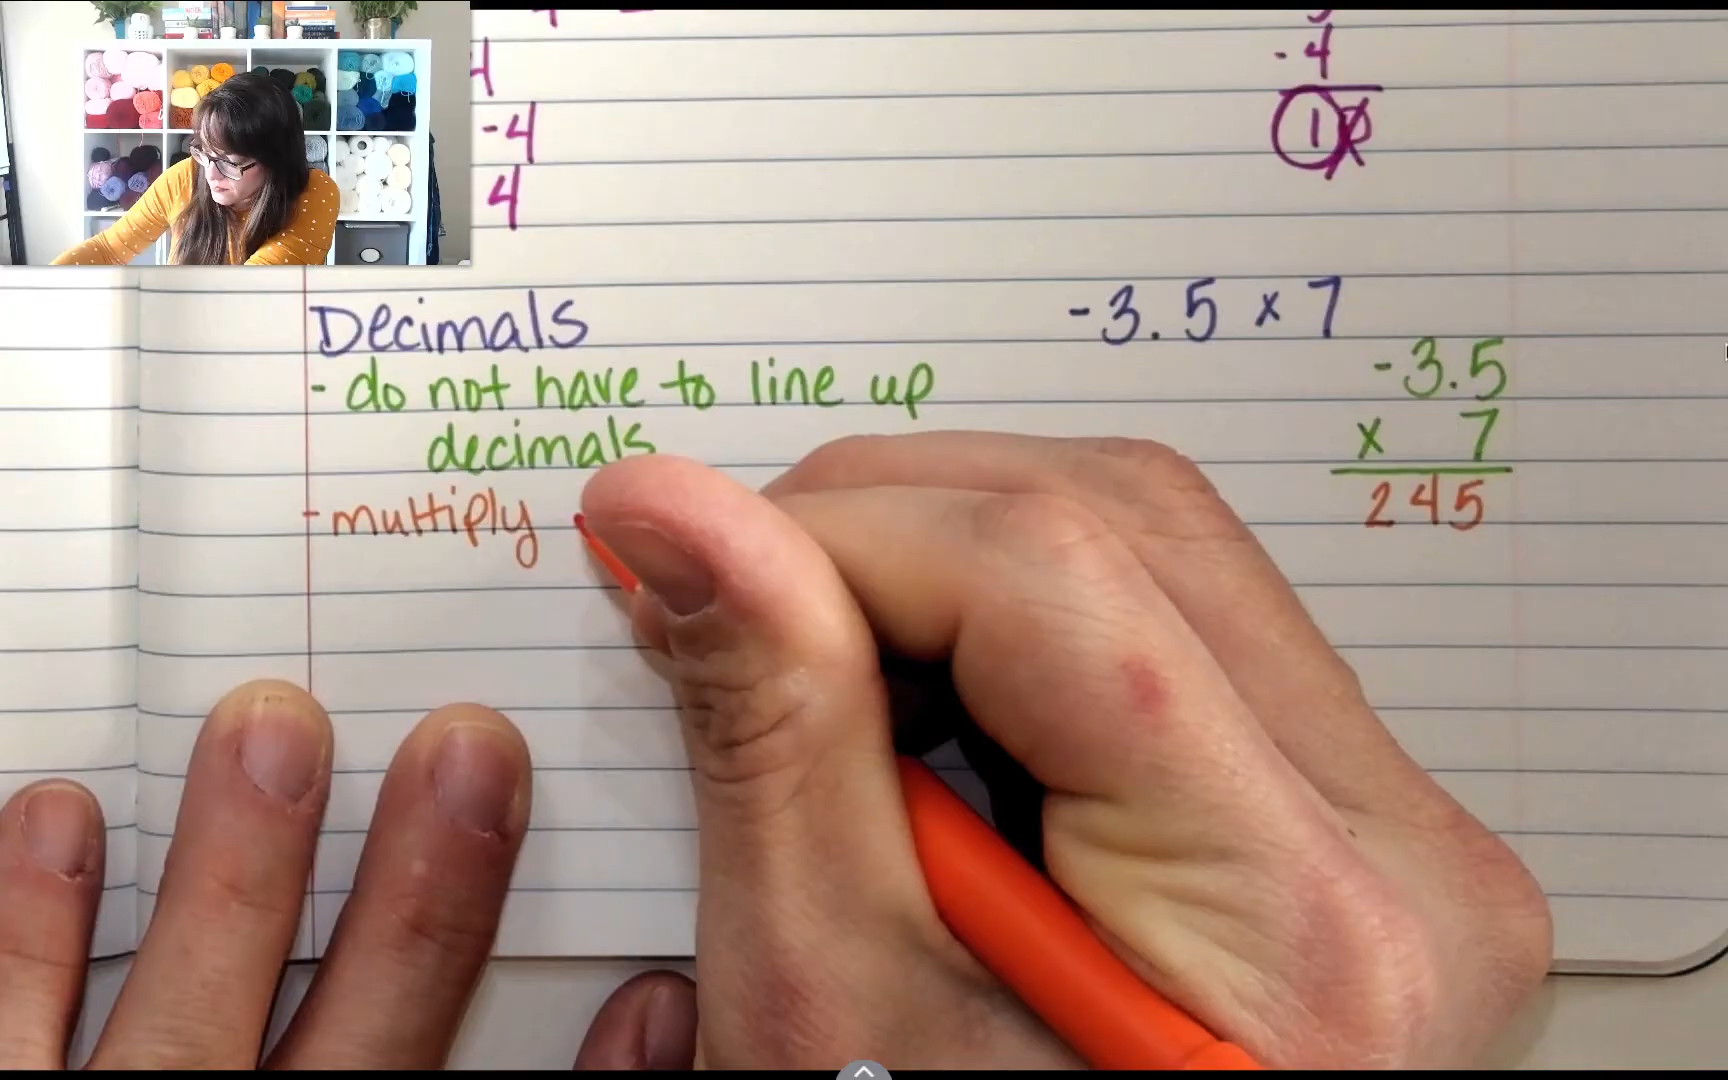 -4
4
-4
4
1
Decimals
- do not have to line up
decimals
- multiply
-3.5 x 7
-3.5
x 7
245